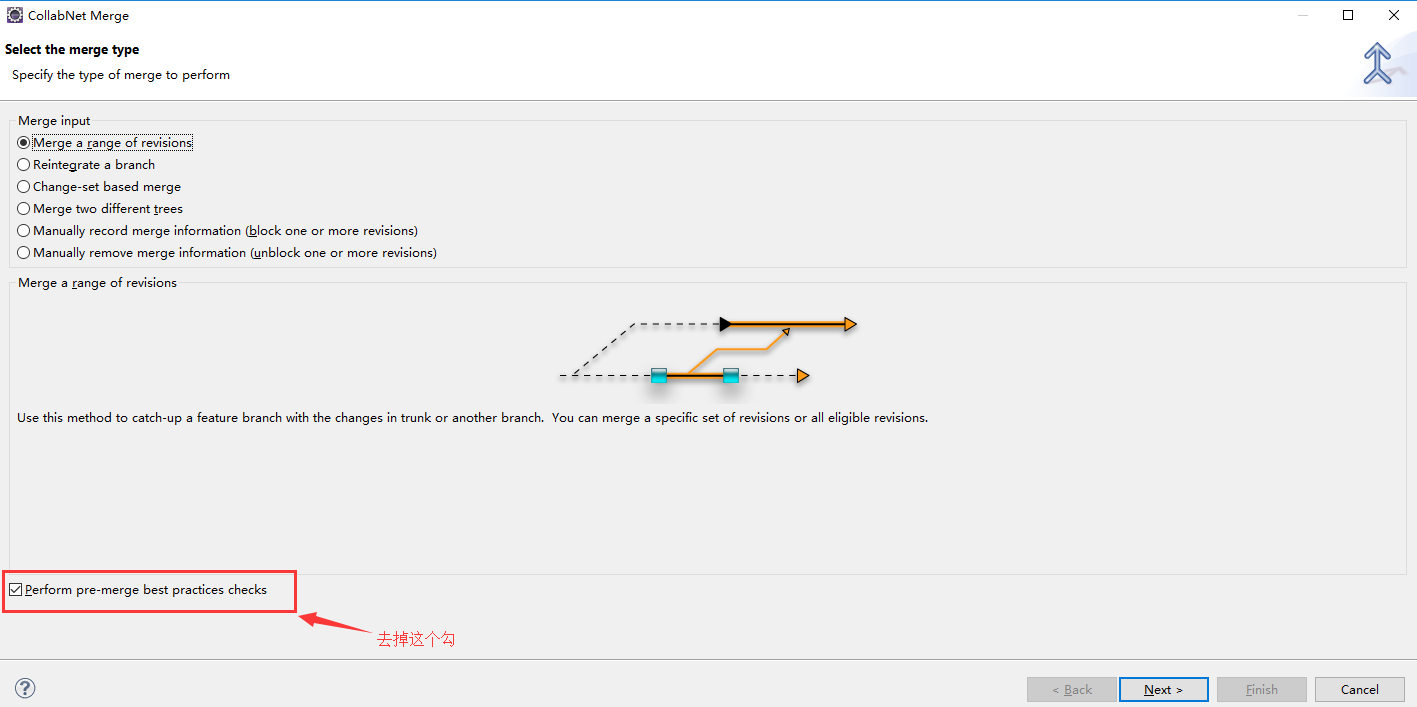 CollabNet Merge
Select the merge type
Specify the type of merge to perform
Merge input
Merge a range of revisions
Reintegrate a branch
Change-set based merge
Merge two different trees
Manually record merge information (block one or more revisions)
Manually remove merge information (unblock one or more revisions)
Merge a range of revisions
Use this method to catch-up a feature branch with the changes in trunk or another branch.  You can merge a specific set of revisions or all eligible revisions.
Perform pre-merge best practices checks
去掉这个勾
?
< Back
Next >
Finish
Cancel